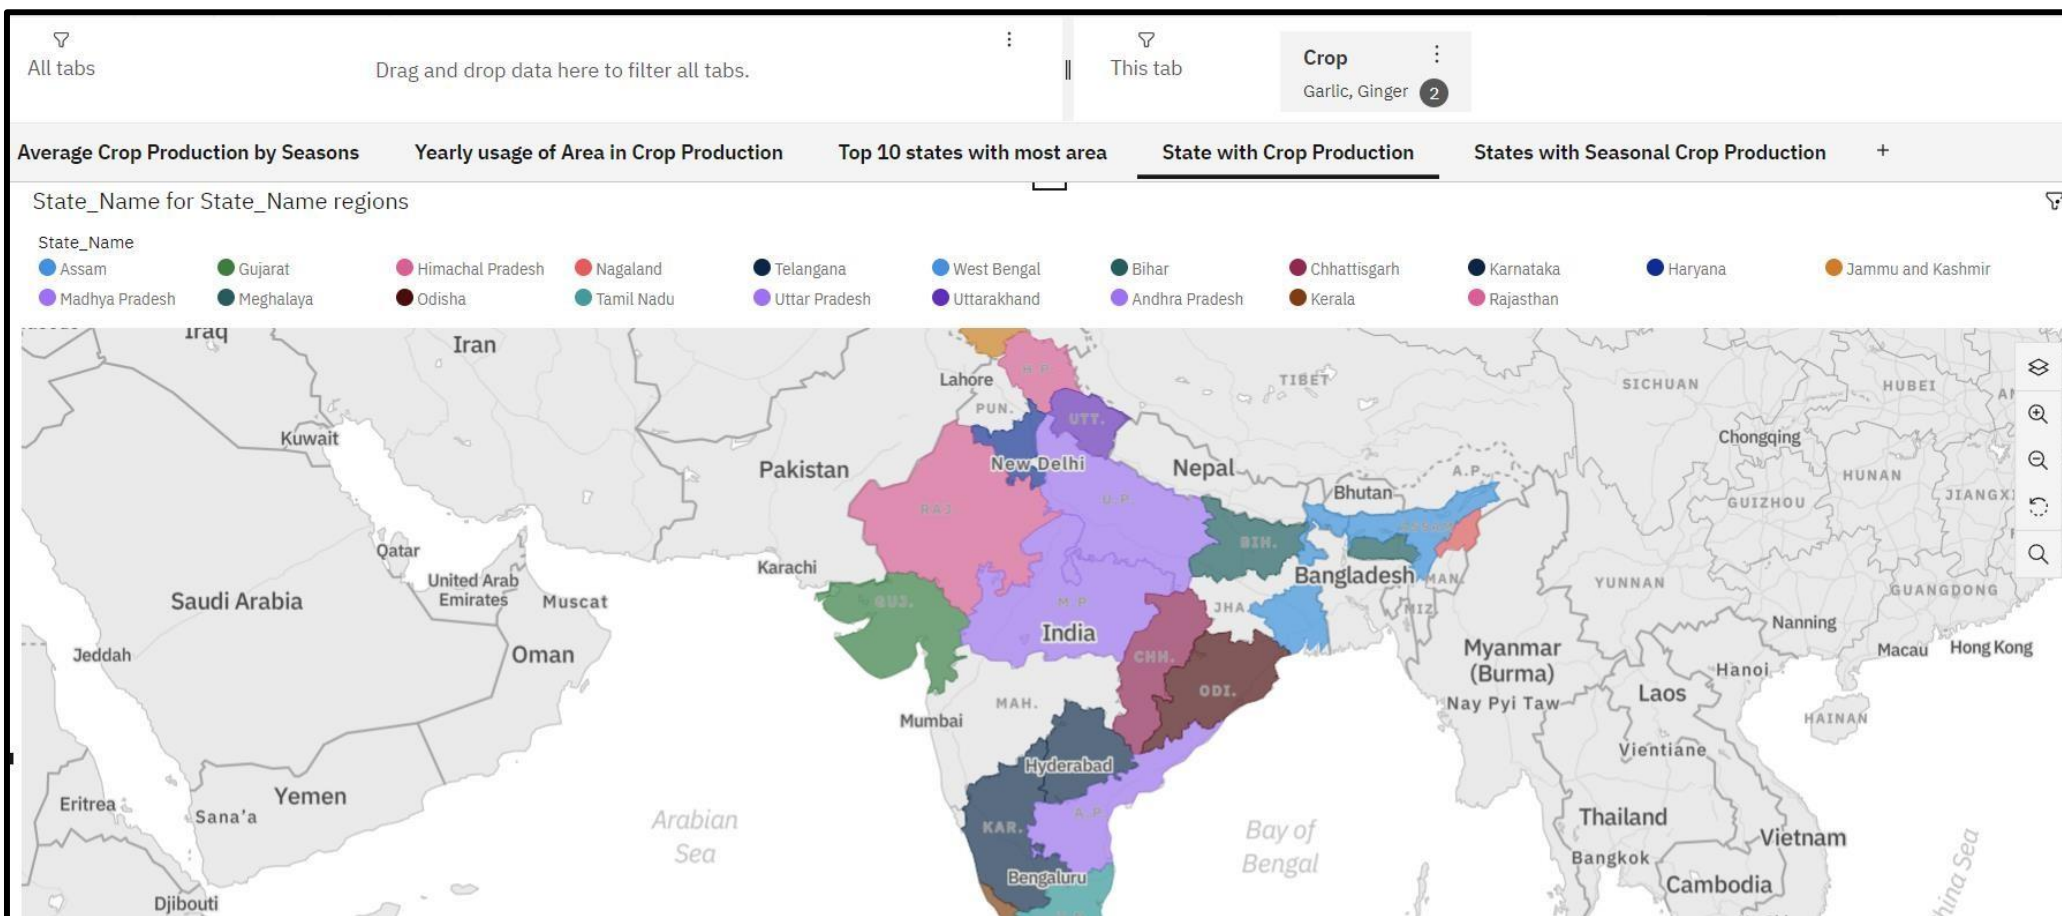 All tabs
Drag and drop data here to filter all tabs.
This tab
Crop
Garlic, Ginger 2
Average Crop Production by Seasons
Yearly usage of Area in Crop Production
Top 10 states with most area
State with Crop Production
States with Seasonal Crop Production
+
State_Name for State_Name regions
State_Name
Assam
Gujarat
Himachal Pradesh
Nagaland
Telangana
West Bengal
Bihar
Chhattisgarh
Karnataka
Haryana
Jammu and Kashmir
Madhya Pradesh
Meghalaya
Odisha
Tamil Nadu
Uttar Pradesh
Uttarakhand
Andhra Pradesh
Kerala
Rajasthan
Iraq
Iran
Lahore
H.P.
TIBET
SICHUAN
HUBEI
PUN.
UTT.
Kuwait
Chongqing
Pakistan
New Delhi
Nepal
A.P.
HUNAN
Bhutan
U.P.
GUIZHOU
JIANGX
RAJ.
ASSAM
Qatar
BIH.
Karachi
United Arab
Emirates
Bangladesh
MAN.
YUNNAN
GUANGDONG
Saudi Arabia
Muscat
GUJ.
M.P.
JHA.
MIZ.
India
Nanning
Jeddah
Oman
CHH.
Myanmar
(Burma)
Macau
Hong Kong
Hanoi
ODI.
Laos
MAH.
Nay Pyi Taw
Mumbai
HAINAN
Vientiane
Hyderabad
Yemen
Eritrea
Sana'a
Arabian
Sea
KAR.
A.P.
Bay of
Bengal
Thailand
Vietnam
Bangkok
Bengaluru
Cambodia
Djibouti